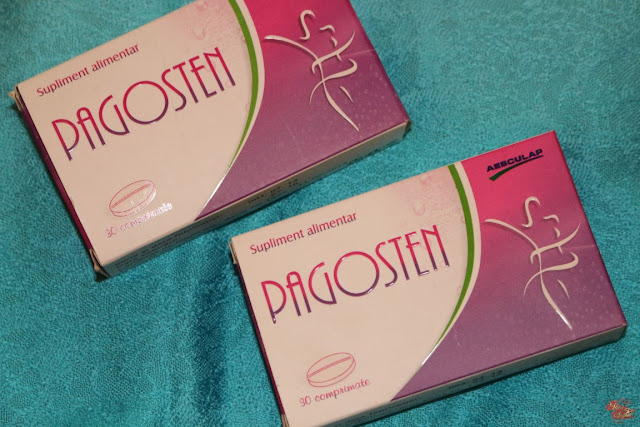 Supliment alimentar
PAGOSTEN
30 comprimate
AESCULAP
Supliment alimentar
PAGOSTEN
30 comprimate